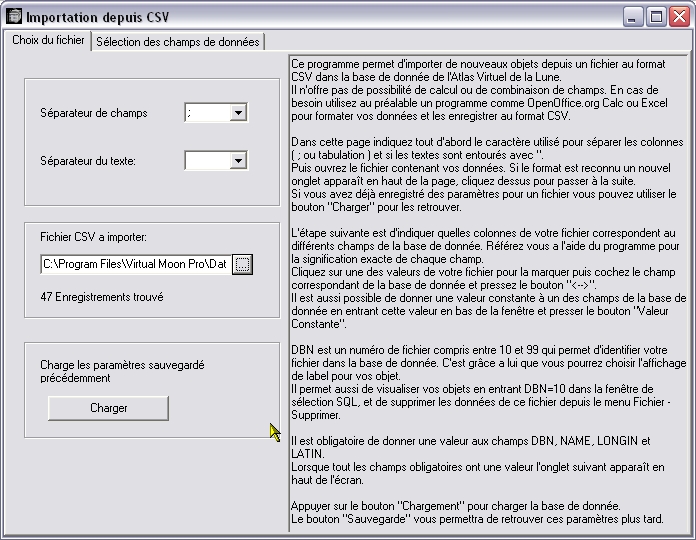 Importation depuis CSV
Choix du fichier
Sélection des champs de données
Séparateur de champs
;
Séparateur du texte:
Fichier CSV a importer:
C:\Program Files\Virtual Moon Pro\Dat
...
47 Enregistrements trouvé
Charge les paramètres sauvegardé
précédemment
Charger
Ce programme permet d'importer de nouveaux objets depuis un fichier au format
CSV dans la base de donnée de l'Atlas Virtuel de la Lune.
Il n'offre pas de possibilité de calcul ou de combinaison de champs. En cas de
besoin utilisez au préalable un programme comme OpenOffice.org Calc ou Excel
pour formater vos données et les enregistrer au format CSV.
Dans cette page indiquez tout d'abord le caractère utilisé pour séparer les colonnes
( ; ou tabulation ) et si les textes sont entourés avec ".
Puis ouvrez le fichier contenant vos données. Si le format est reconnu un nouvel
onglet apparaît en haut de la page, cliquez dessus pour passer à la suite.
Si vous avez déjà enregistré des paramètres pour un fichier vous pouvez utiliser le
bouton "Charger" pour les retrouver.
L'étape suivante est d'indiquer quelles colonnes de votre fichier correspondent au
différents champs de la base de donnée. Référez vous a l'aide du programme pour
la signification exacte de chaque champ.
Cliquez sur une des valeurs de votre fichier pour la marquer puis cochez le champ
correspondant de la base de donnée et pressez le bouton "<-->".
Il est aussi possible de donner une valeur constante à un des champs de la base de
donnée en entrant cette valeur en bas de la fenêtre et presser le bouton "Valeur
Constante".
DBN est un numéro de fichier compris entre 10 et 99 qui permet d'identifier votre
fichier dans la base de donnée. C'est grâce a lui que vous pourrez choisir l'affichage
de label pour vos objet.
Il permet aussi de visualiser vos objets en entrant DBN=10 dans la fenêtre de
sélection SQL, et de supprimer les données de ce fichier depuis le menu Fichier -
Supprimer.
Il est obligatoire de donner une valeur aux champs DBN, NAME, LONGIN et
LATIN.
Lorsque tout les champs obligatoires ont une valeur l'onglet suivant apparaît en
haut de l'écran.
Appuyer sur le bouton "Chargement" pour charger la base de donnée.
Le bouton "Sauvegarde" vous permettra de retrouver ces paramètres plus tard.